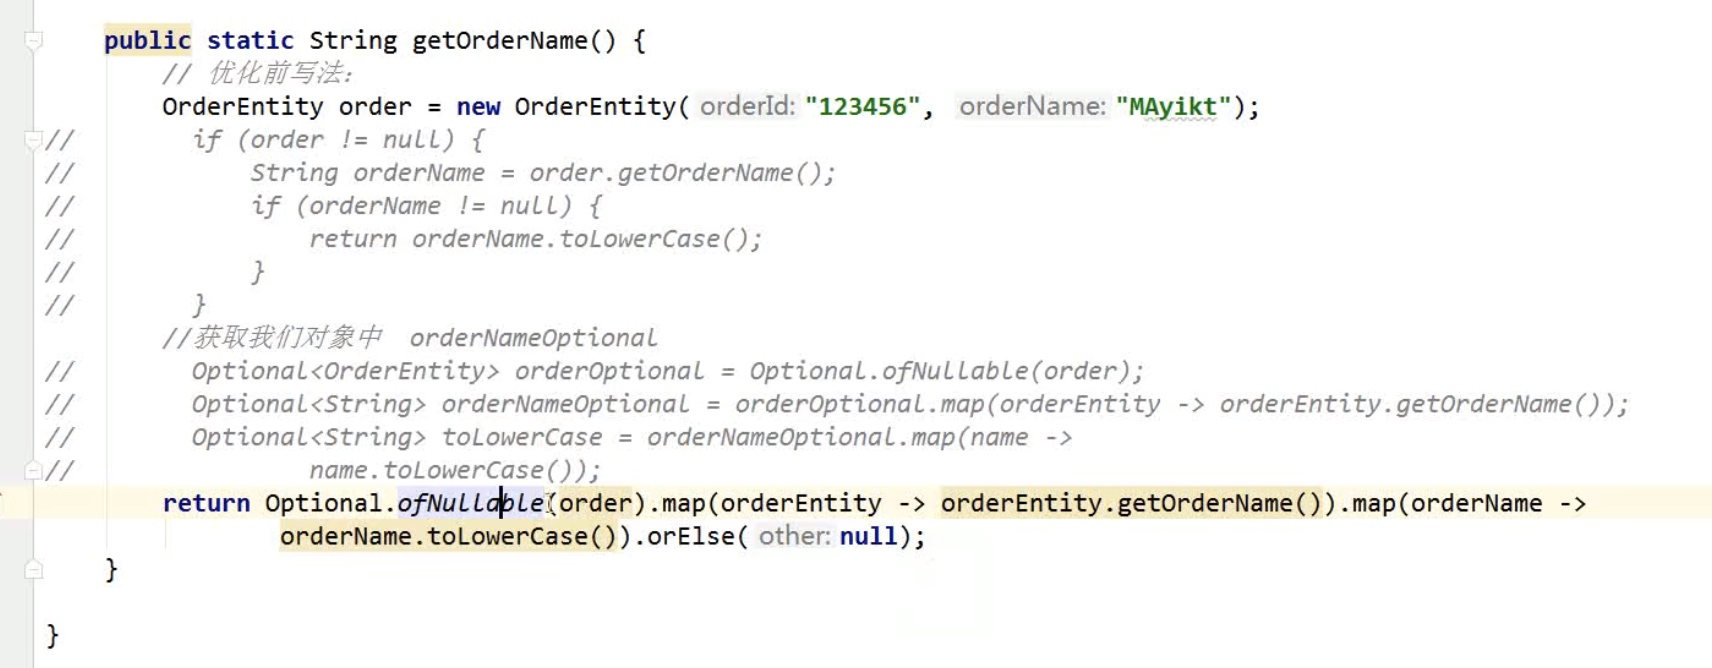 public static String getOrderName() {
// 优化前写法:
OrderEntity order = new OrderEntity( orderId: "123456", orderName: "MAyikt");
// if (order != null) {
// String orderName = order.getOrderName();
// if (orderName != null) {
// return orderName.toLowerCase();
// }
// }
//获取我们对象中 orderNameOptional
// Optional<OrderEntity> orderOptional = Optional.ofNullable(order);
// Optional<String> orderNameOptional = orderOptional.map(orderEntity -> orderEntity.getOrderName());
// Optional<String> toLowerCase = orderNameOptional.map(name ->
// name.toLowerCase());
return Optional.ofNullable(order).map(orderEntity -> orderEntity.getOrderName()).map(orderName ->
orderName.toLowerCase()).orElse( other: null);
}
}